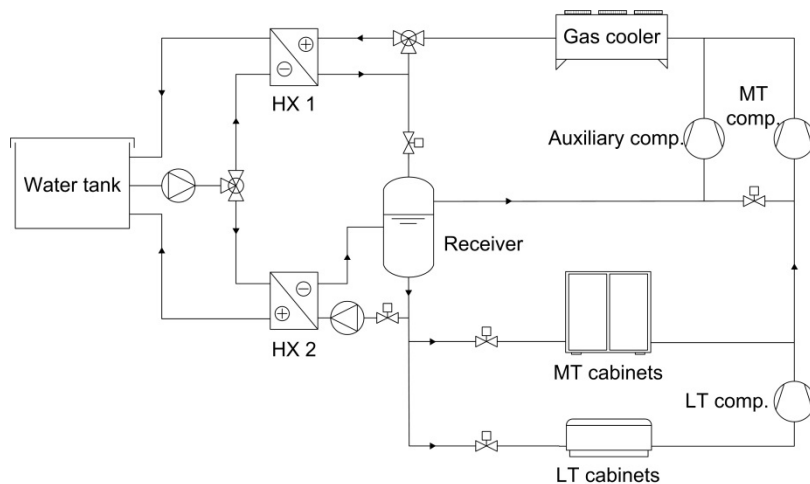 Gas cooler
MT
comp.
HX 1
Auxiliary comp.
Water tank
Receiver
HX 2
MT cabinets
LT comp.
LT cabinets